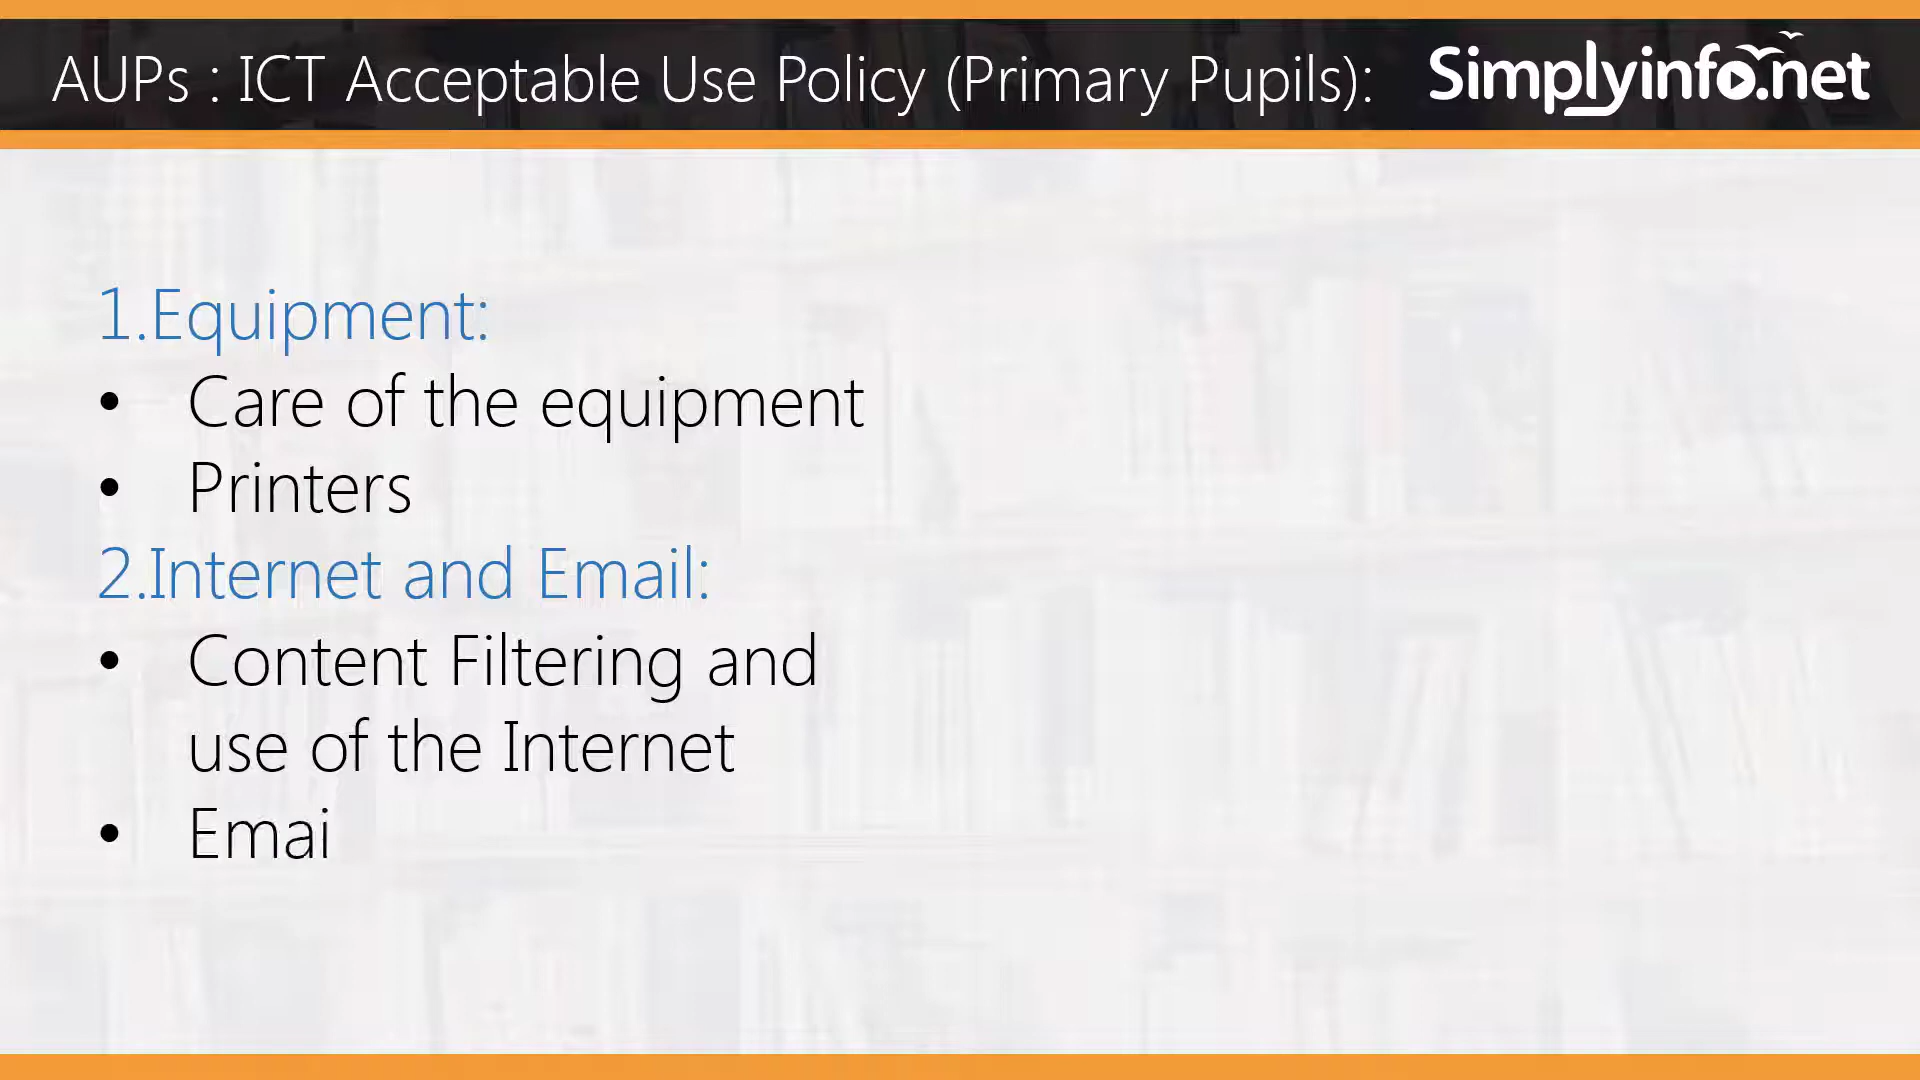 AUPs : ICT Acceptable Use Policy (Primary Pupils):
Simplyinfo.net
1.Equipment:
• Care of the equipment
• Printers
2.Internet and Email:
• Content Filtering and
use of the Internet
• Emai